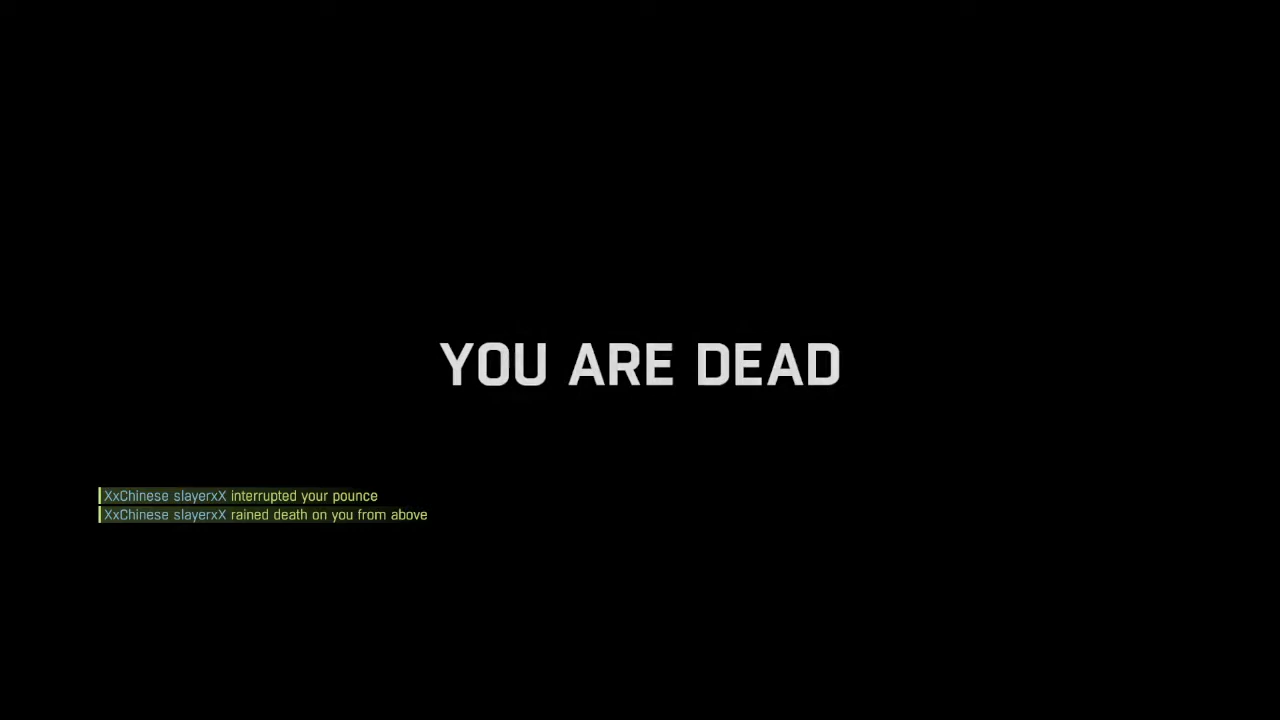 YOU ARE DEAD
XxChinese slayerxX interrupted your pounce
XxChinese slayerxX rained death on you from above